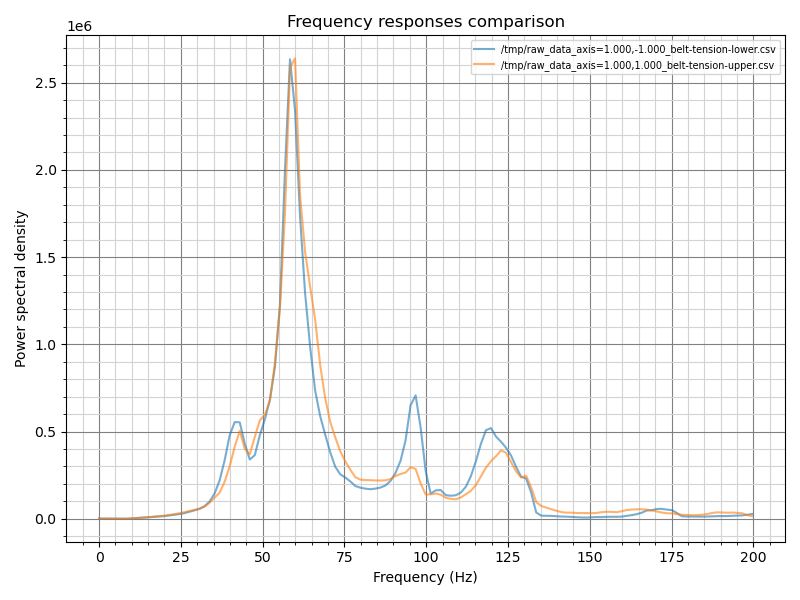 Frequency responses comparison
1e6
/tmp/raw_data_axis=1.000,-1.000_belt-tension-lower.csv
/tmp/raw_data_axis=1.000,1.000_belt-tension-upper.csv
Power spectral density
2.5
2.0
1.5
1.0
0.5
0.0
0 25 50 75 100 125 150 175 200
Frequency (Hz)